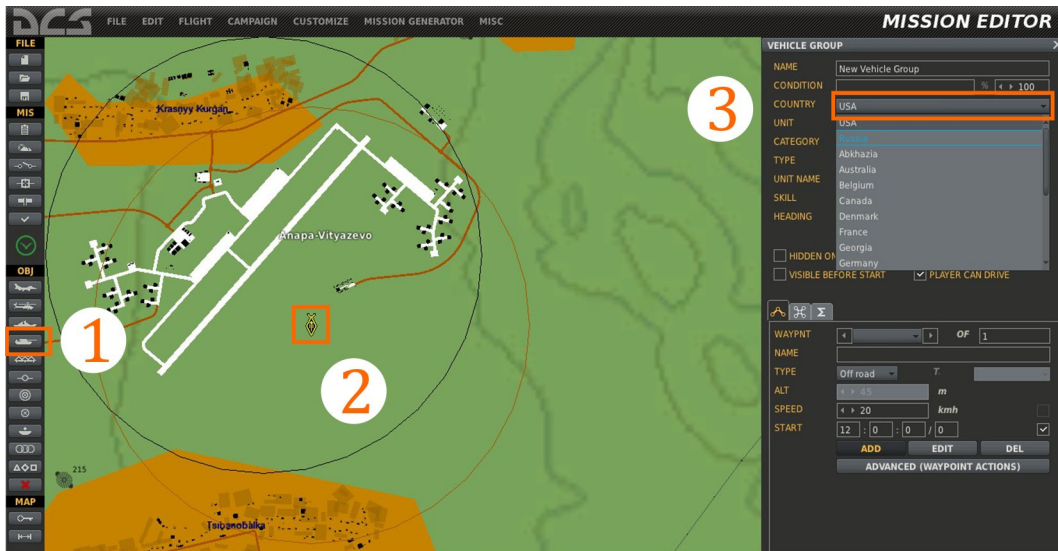 DCS FILE EDIT FLIGHT CAMPAIGN CUSTOMIZE MISSION GENERATOR MISC MISSION EDITOR
FILE
MIS
OBJ
MAP
Krasnyy Kurgan
Anapa-Vityazevo
Tsibanobalka
215
1
2
3
VEHICLE GROUP X
NAME New Vehicle Group
CONDITION % 100
COUNTRY USA
UNIT USA
CATEGORY Russia
TYPE Abkhazia
Australia
UNIT NAME Belgium
SKILL Canada
HEADING Denmark
France
Georgia
HIDDEN ON Germany
VISIBLE BEFORE START PLAYER CAN DRIVE
Σ
WAYPNT OF 1
NAME
TYPE Off road T.
ALT 45 m
SPEED 20 kmh
START 12 : 0 : 0 / 0
ADD EDIT DEL
ADVANCED (WAYPOINT ACTIONS)